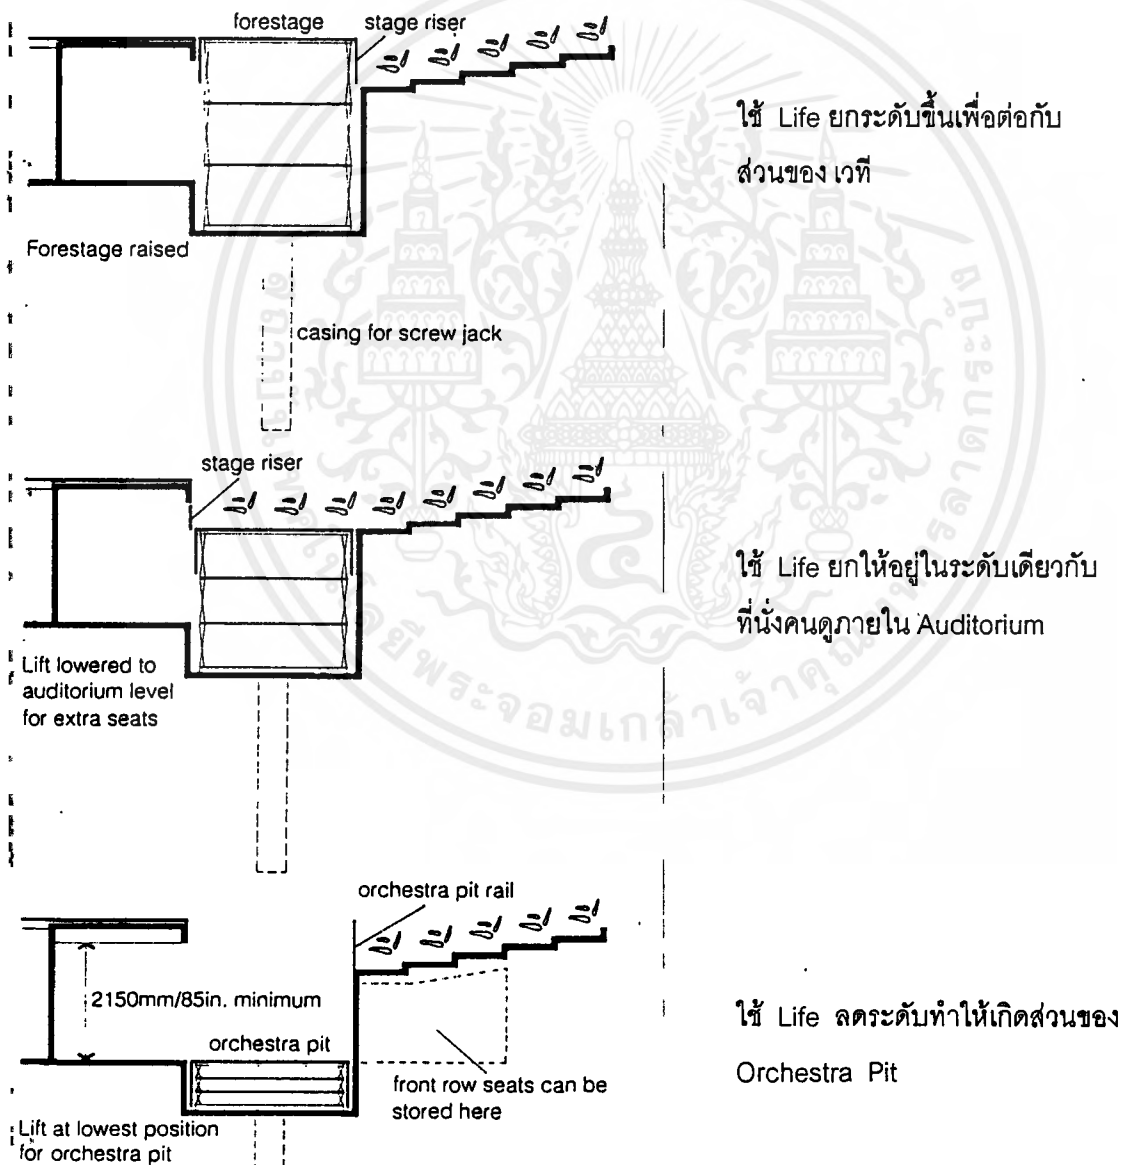 forestage
stage riser
ใช้ Life ยกระดับขึ้นเพื่อต่อกับ
ส่วนของ เวที
Forestage raised
casing for screw jack
stage riser
ใช้ Life ยกให้อยู่ในระดับเดียวกับ
ที่นั่งคนดูภายใน Auditorium
Lift lowered to
auditorium level
for extra seats
orchestra pit rail
2150mm/85in. minimum
orchestra pit
ใช้ Life ลดระดับทำให้เกิดส่วนของ
Orchestra Pit
front row seats can be
stored here
Lift at lowest position
for orchestra pit